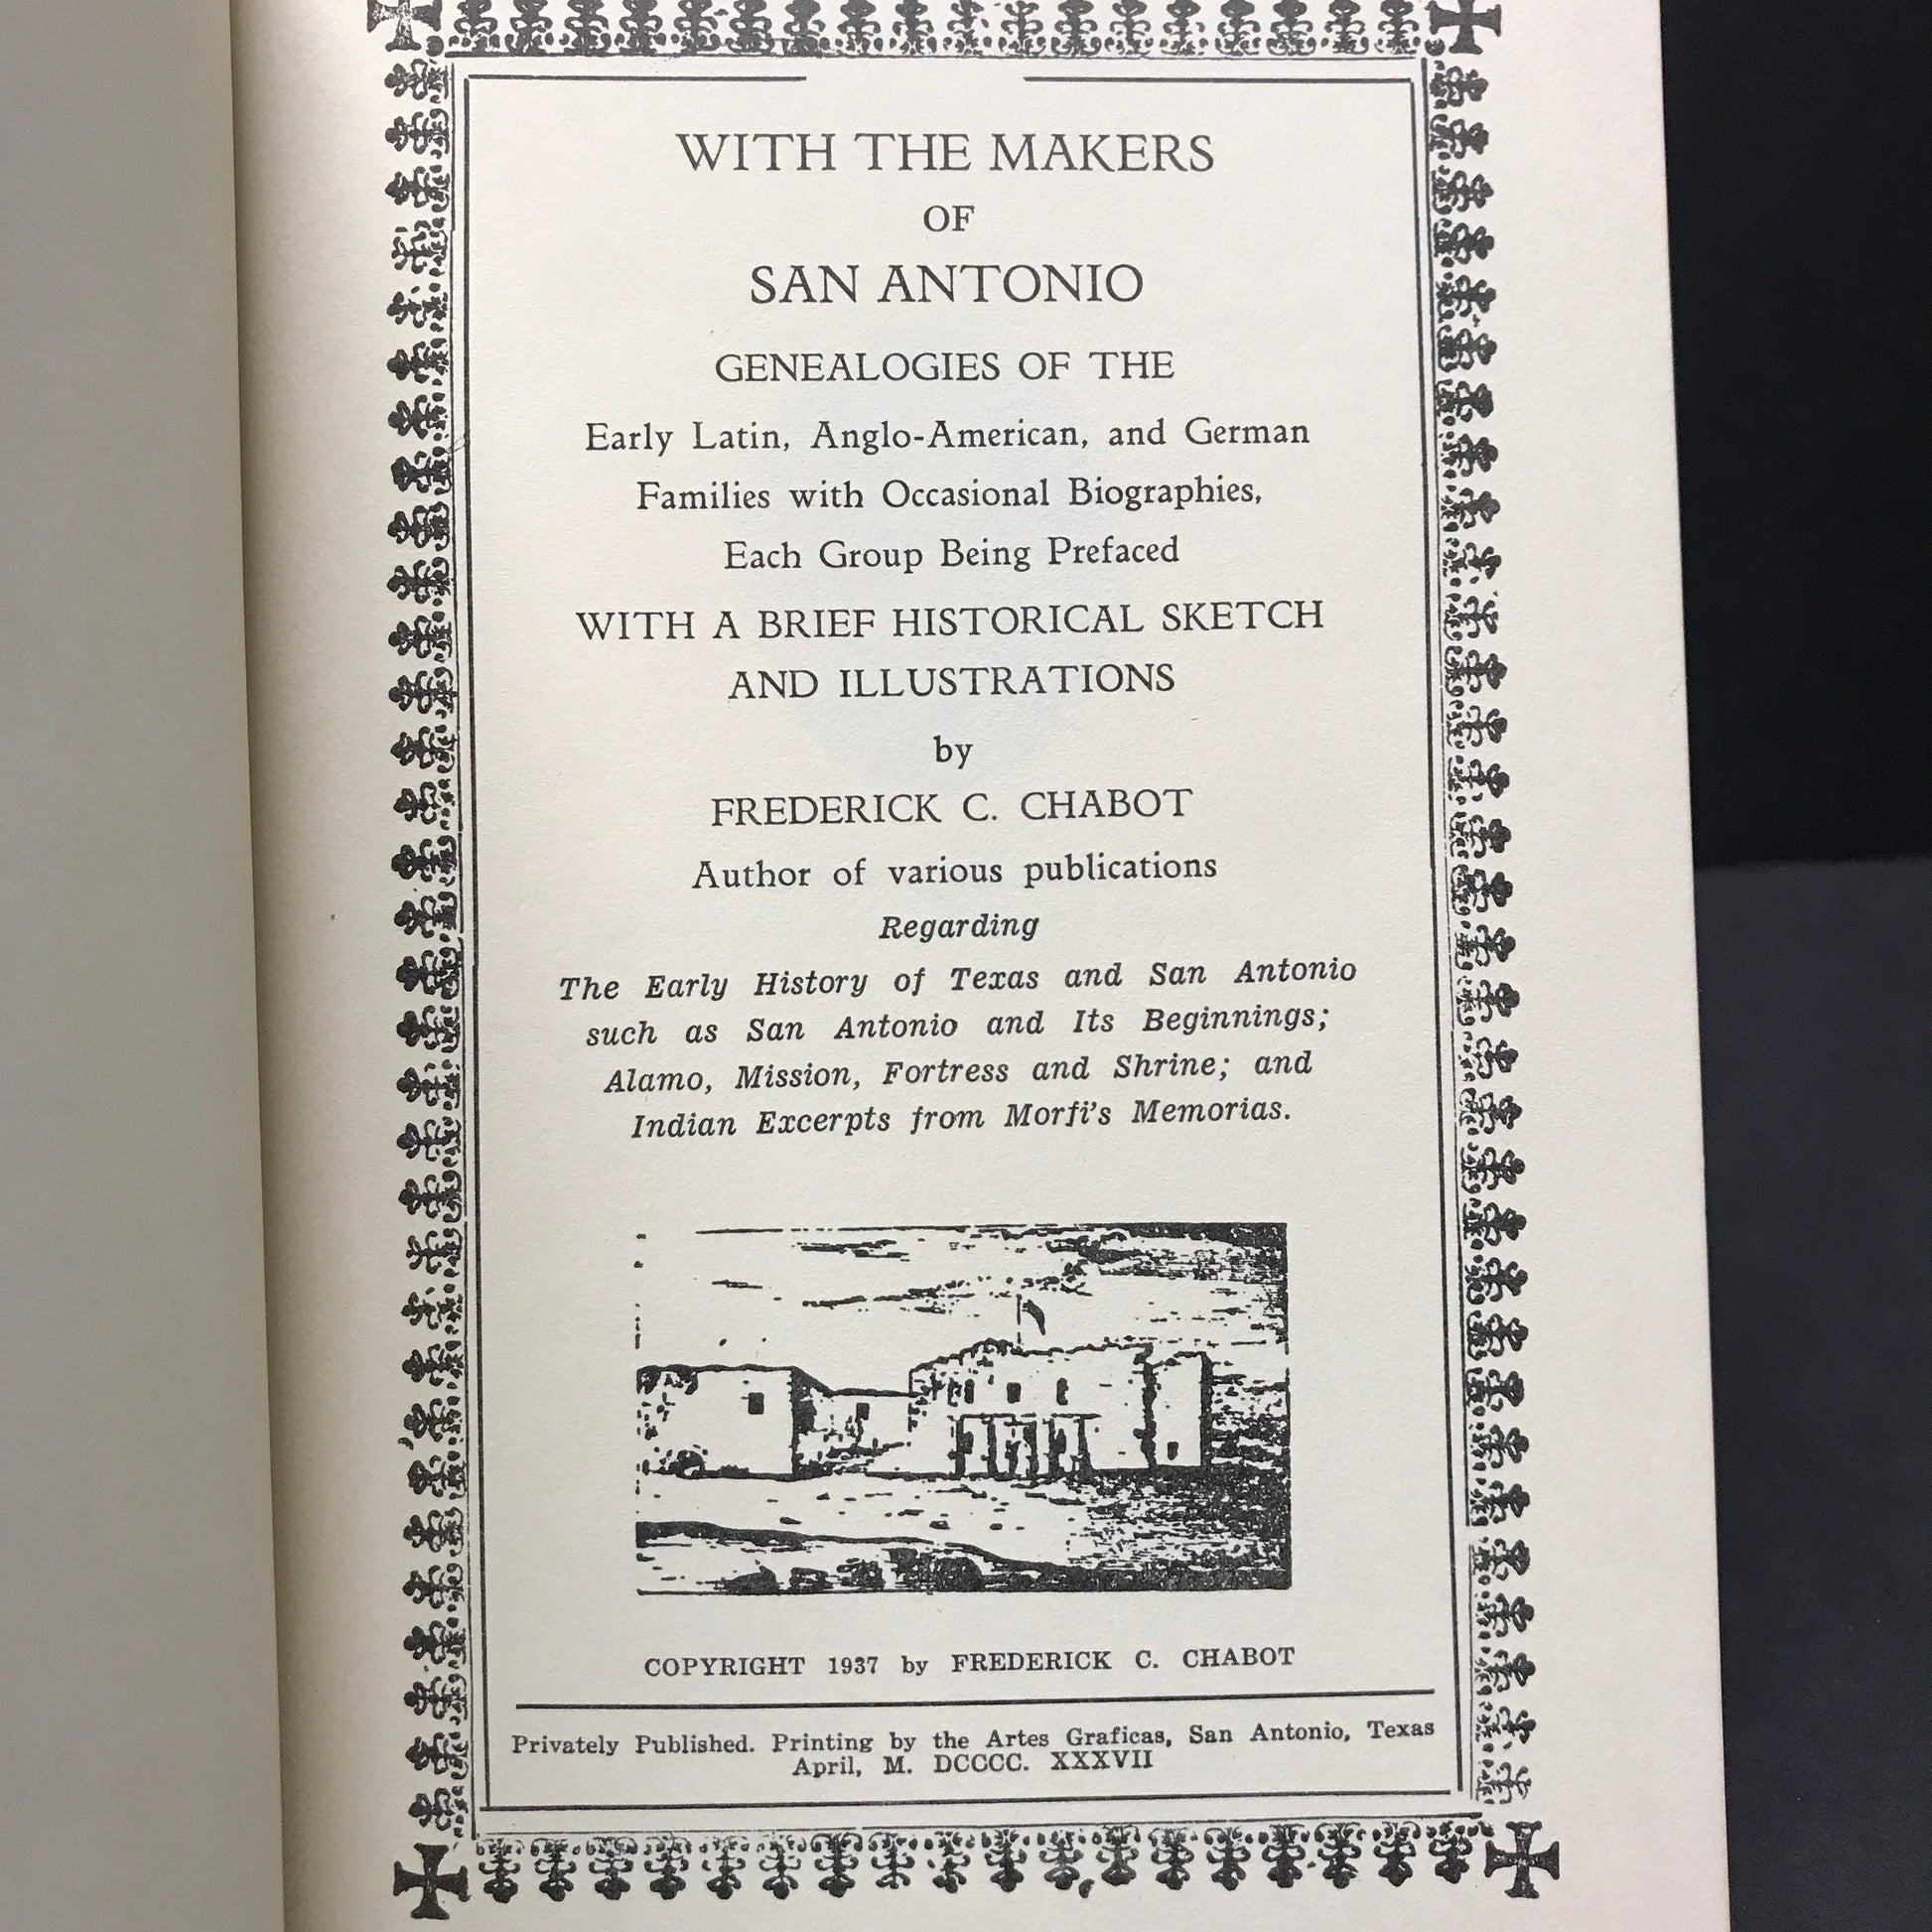 WITH THE MAKERS
OF
SAN ANTONIO
GENEALOGIES OF THE
Early Latin, Anglo-American, and German
Families with Occasional Biographies,
Each Group Being Prefaced
WITH A BRIEF HISTORICAL SKETCH
AND ILLUSTRATIONS
by
FREDERICK C. CHABOT
Author of various publications
Regarding
The Early History of Texas and San Antonio
such as San Antonio and Its Beginnings;
Alamo, Mission, Fortress and Shrine; and
Indian Excerpts from Morfi's Memorias.
COPYRIGHT 1937 by FREDERICK C. CHABOT
Privately Published. Printing by the Artes Graficas, San Antonio, Texas
April, M. DCCCC. XXXVII